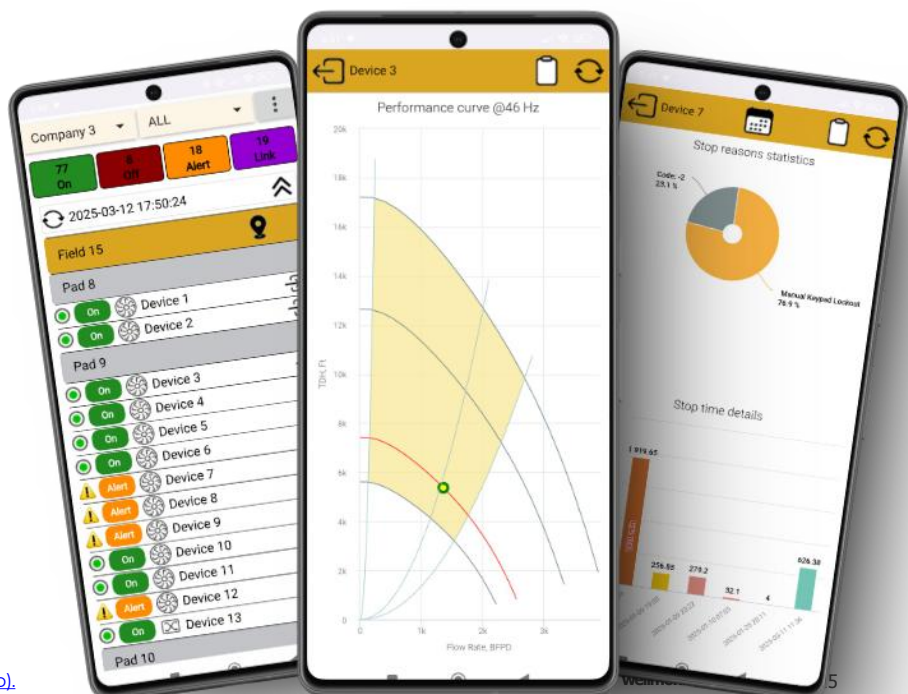 Company 3
ALL
77
On
6
Off
18
Alert
19
Link
2025-03-12 17:50:24
Field 15
Pad 8
On
Device 1
On
Device 2
Pad 9
On
Device 3
On
Device 4
On
Device 5
On
Device 6
Alert
Device 7
Alert
Device 8
Alert
Device 9
On
Device 10
On
Device 11
Alert
Device 12
On
Device 13
Pad 10
Device 3
Performance curve @46 Hz
TDH, Ft
20k
18k
16k
14k
12k
10k
8k
6k
4k
2k
0
0
1k
2k
3k
Flow Rate, BFPD
Device 7
Stop reasons statistics
Code: -2
23.1 %
Manual Keypad Lockout
76.9 %
Stop time details
1 919.65
256.55
279.2
32.1
4
626.38
o).
5